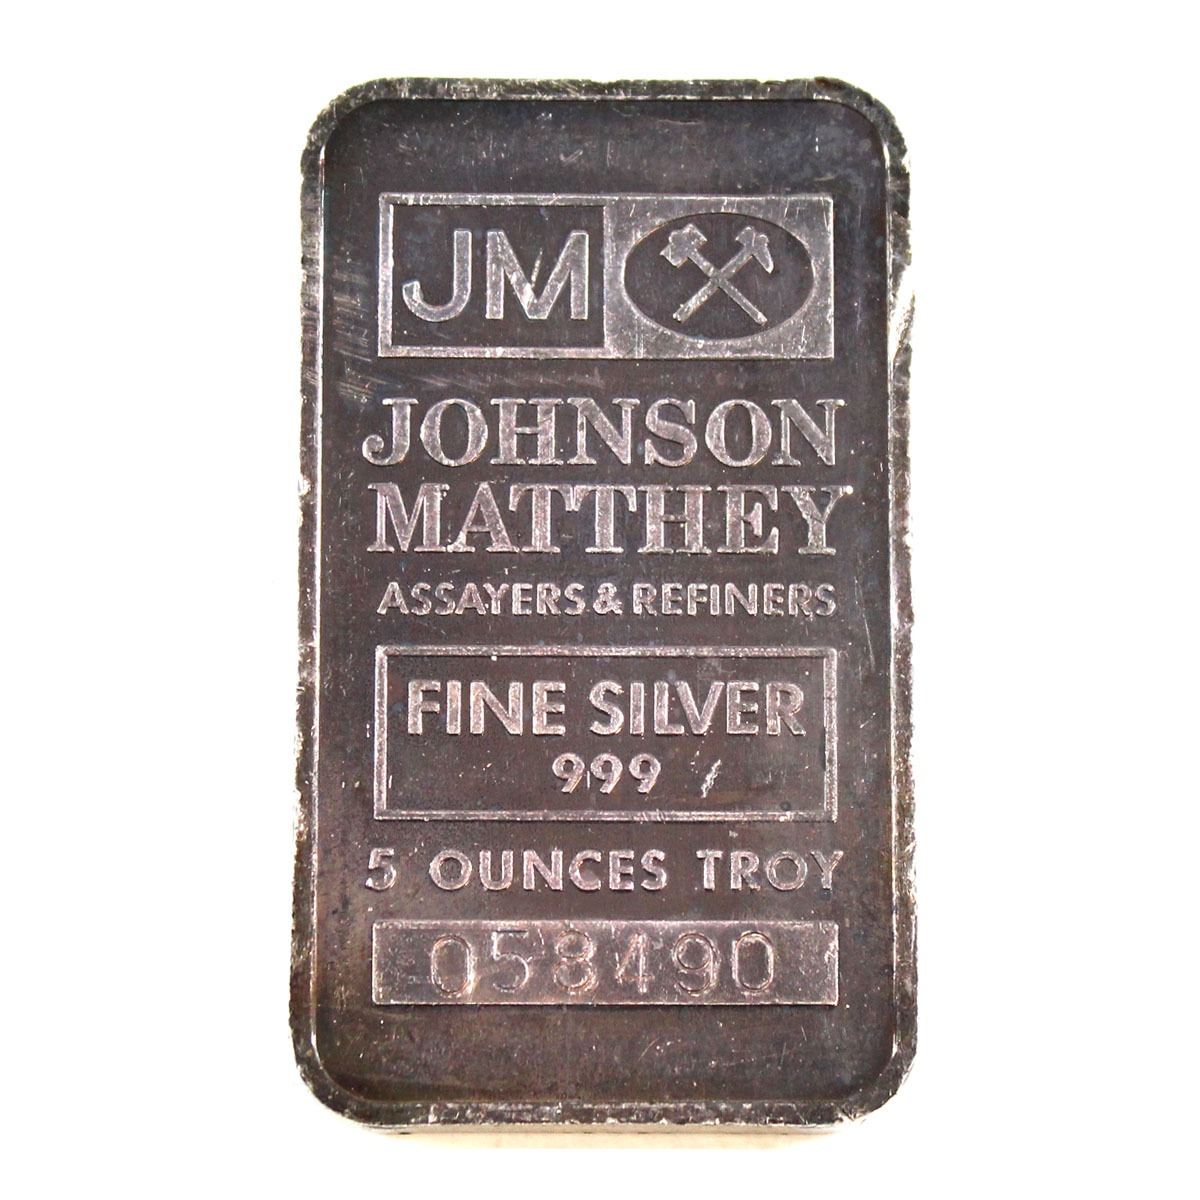 JM
JOHNSON
MATTHEY
ASSAYERS & REFINERS
FINE SILVER
999
5 OUNCES TROY
058490